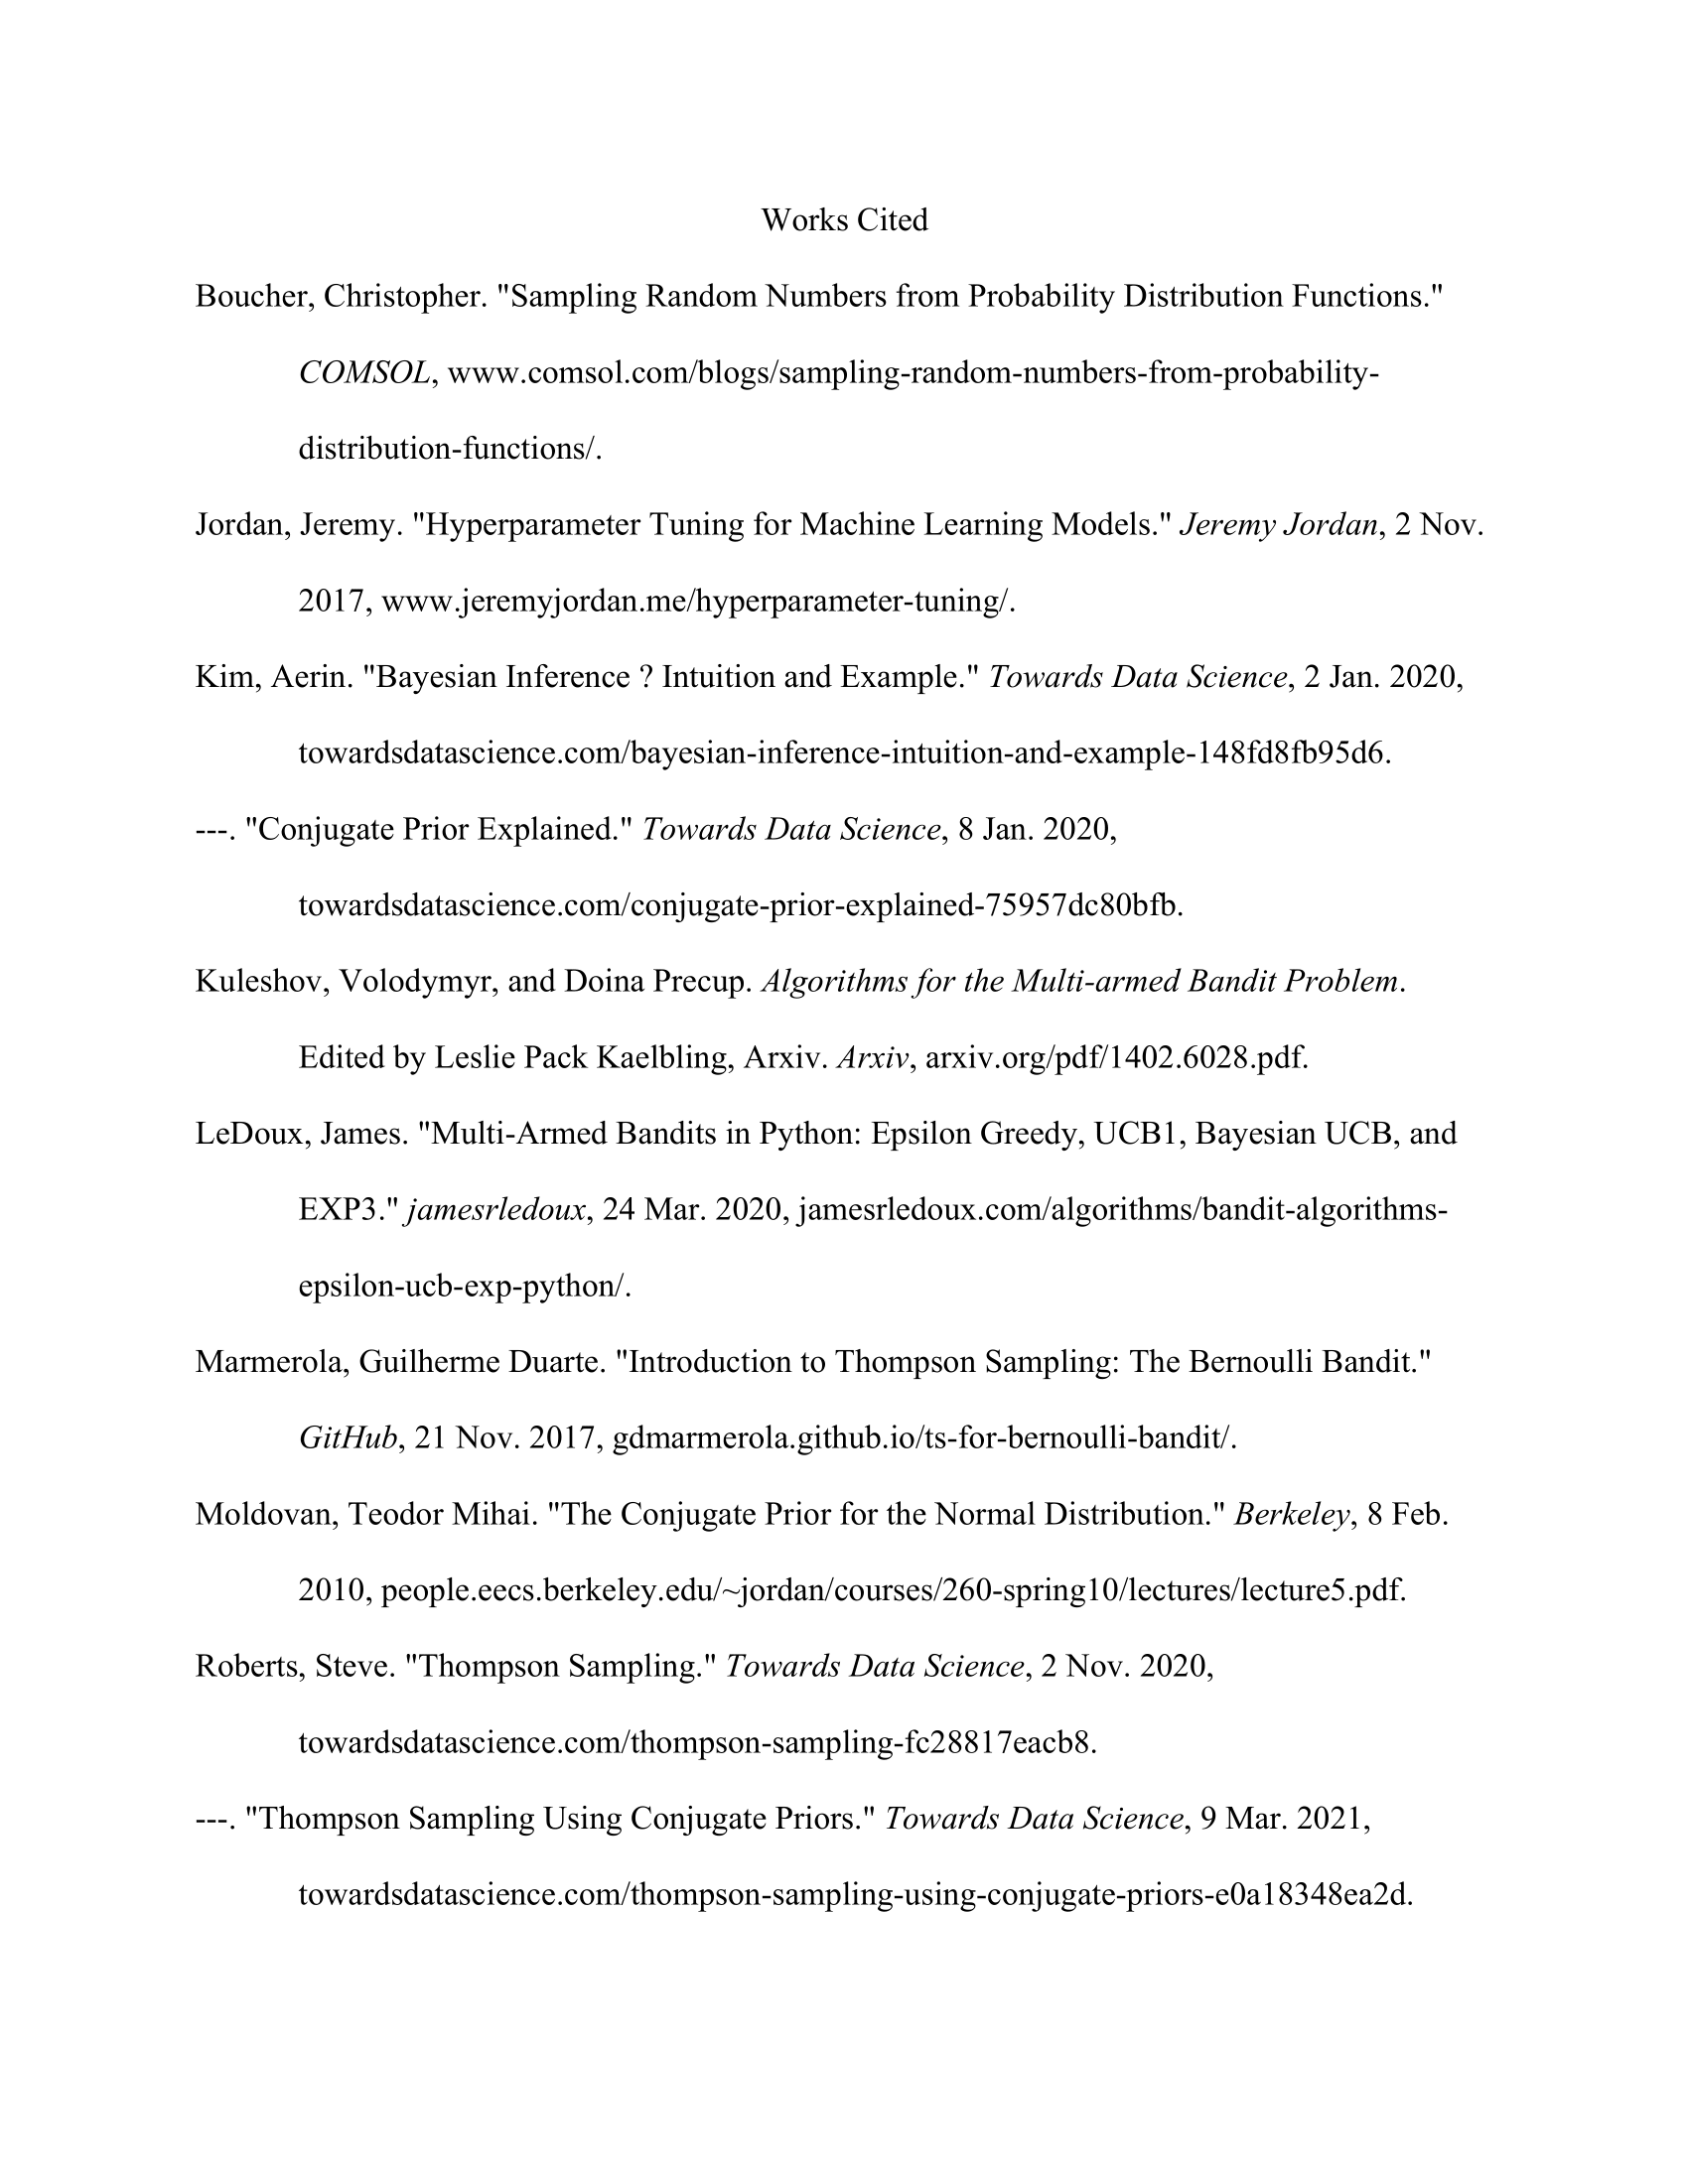 Works Cited
Boucher, Christopher. "Sampling Random Numbers from Probability Distribution Functions."
COMSOL, www.comsol.com/blogs/sampling-random-numbers-from-probability-
distribution-functions/.
Jordan, Jeremy. "Hyperparameter Tuning for Machine Learning Models." Jeremy Jordan, 2 Nov.
2017, www.jeremyjordan.me/hyperparameter-tuning/.
Kim, Aerin. "Bayesian Inference ? Intuition and Example." Towards Data Science, 2 Jan. 2020,
towardsdatascience.com/bayesian-inference-intuition-and-example-148fd8fb95d6.
---. "Conjugate Prior Explained." Towards Data Science, 8 Jan. 2020,
towardsdatascience.com/conjugate-prior-explained-75957dc80bfb.
Kuleshov, Volodymyr, and Doina Precup. Algorithms for the Multi-armed Bandit Problem.
Edited by Leslie Pack Kaelbling, Arxiv. Arxiv, arxiv.org/pdf/1402.6028.pdf.
LeDoux, James. "Multi-Armed Bandits in Python: Epsilon Greedy, UCB1, Bayesian UCB, and
EXP3." jamesrledoux, 24 Mar. 2020, jamesrledoux.com/algorithms/bandit-algorithms-
epsilon-ucb-exp-python/.
Marmerola, Guilherme Duarte. "Introduction to Thompson Sampling: The Bernoulli Bandit."
GitHub, 21 Nov. 2017, gdmarmerola.github.io/ts-for-bernoulli-bandit/.
Moldovan, Teodor Mihai. "The Conjugate Prior for the Normal Distribution." Berkeley, 8 Feb.
2010, people.eecs.berkeley.edu/~jordan/courses/260-spring10/lectures/lecture5.pdf.
Roberts, Steve. "Thompson Sampling." Towards Data Science, 2 Nov. 2020,
towardsdatascience.com/thompson-sampling-fc28817eacb8.
---. "Thompson Sampling Using Conjugate Priors." Towards Data Science, 9 Mar. 2021,
towardsdatascience.com/thompson-sampling-using-conjugate-priors-e0a18348ea2d.